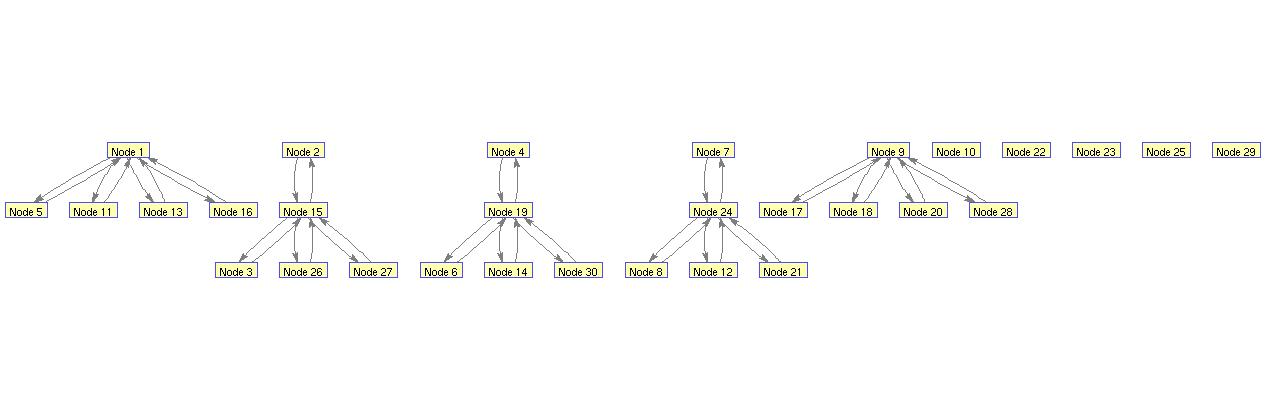 Node 1
Node 2
Node 4
Node 7
Node 9
Node 10
Node 22
Node 23
Node 25
Node 29
Node 5
Node 11
Node 13
Node 16
Node 15
Node 19
Node 24
Node 17
Node 18
Node 20
Node 28
Node 3
Node 26
Node 27
Node 6
Node 14
Node 30
Node 8
Node 12
Node 21